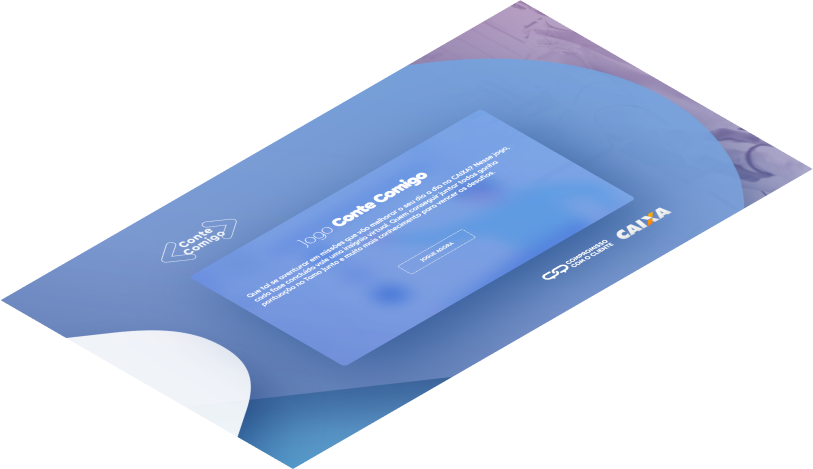 Conte
Comigo
Jogo Conte Comigo
Que tal se aventurar em missões que vão melhorar o seu dia a dia na CAIXA? Nesse jogo,
cada fase concluída vale uma insígnia virtual. Quem conseguir juntar todas ganha
pontuação no Tamo Junto e muito mais conhecimento para vencer os desafios.
JOGUE AGORA
COMPROMISSO
COM O CLIENTE
CAIXA